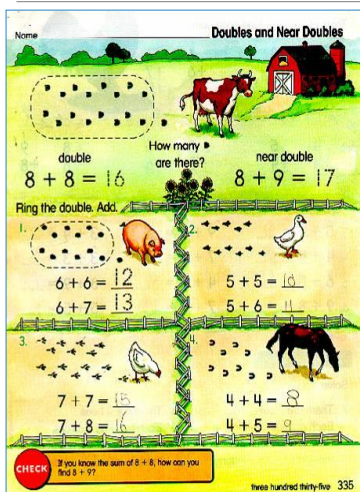 Name
Doubles and Near Doubles
How many
are there?
double
near double
8 + 8 = 16
8 + 9 = 17
Ring the double. Add.
1.
6 + 6 = 12
6 + 7 = 13
2.
5 + 5 = 10
5 + 6 = 11
3.
7 + 7 = 15
7 + 8 = 16
4.
4 + 4 = 8
4 + 5 = 9
CHECK
If you know the sum of 8 + 8, how can you
find 8 + 9?
three hundred thirty-five 335